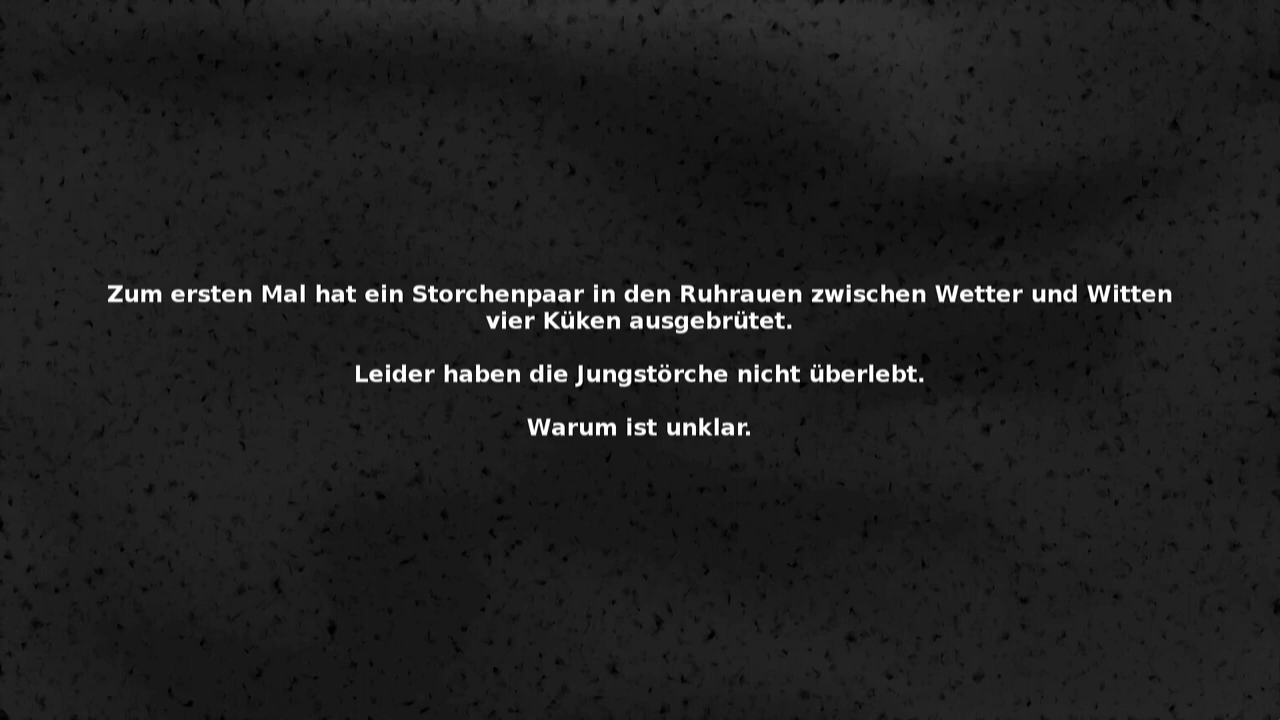 Zum ersten Mal hat ein Storchenpaar in den Ruhrauen zwischen Wetter und Witten
vier Küken ausgebrütet.
Leider haben die Jungstörche nicht überlebt.
Warum ist unklar.